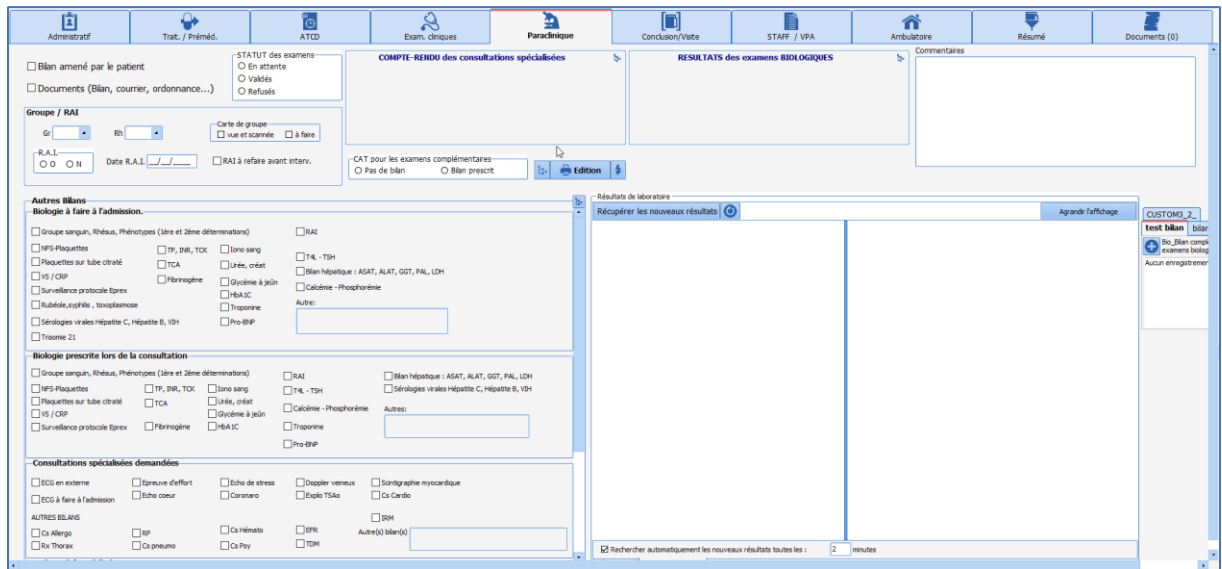 Administratif
Trat. / Préméd.
ATCD
Exam. cliniques
Paraclinique
Conclusion/Visite
STAFF / VPA
Ambulatoire
Résumé
Documents (0)
Bilan amené par le patient
Documents (Bilan, courrier, ordonnance...)
STATUT des examens
En attente
Validés
Refusés
COMPTE-RENDU des consultations spécialisées
RESULTATS des examens BIOLOGIQUES
Commentaires
Groupe / RAI
Gr
Rh
Carte de groupe
vue et scannée
à faire
R.A.I.
O O
O N
Date R.A.I. __/__/____
RAI à refaire avant interv.
CAT pour les examens complémentaires
Pas de bilan
Bilan prescrit
Edition
Autres Bilans
Biologie à faire à l'admission.
Groupe sanguin, Rhésus, Phénotypes (1ère et 2ème déterminations)
RAI
NFS-Plaquettes
TP, INR, TCK
Iono sang
T4L - TSH
Plaquettes sur tube citraté
TCA
Urée, créat
Bilan hépatique : ASAT, ALAT, GGT, PAL, LDH
VS / CRP
Fibrinogène
Glycémie à jeûn
Calcémie - Phosphorémie
Surveillance protocole Eprex
HbA1C
Rubéole,syphilis , toxoplasmose
Troponine
Autre:
Sérologies virales Hépatite C, Hépatite B, VIH
Pro-BNP
Trisomie 21
Biologie prescrite lors de la consultation
Groupe sanguin, Rhésus, Phénotypes (1ère et 2ème déterminations)
RAI
Bilan hépatique : ASAT, ALAT, GGT, PAL, LDH
NFS-Plaquettes
TP, INR, TCK
Iono sang
T4L - TSH
Sérologies virales Hépatite C, Hépatite B, VIH
Plaquettes sur tube citraté
TCA
Urée, créat
Calcémie - Phosphorémie
Autres:
VS / CRP
Glycémie à jeûn
Surveillance protocole Eprex
Fibrinogène
HbA1C
Troponine
Pro-BNP
Consultations spécialisées demandées
ECG en externe
Epreuve d'effort
Echo de stress
Doppler veineux
Scintigraphie myocardique
ECG à faire à l'admission
Echo coeur
Coronaro
Explo TSAo
Cs Cardio
AUTRES BILANS
IRM
Cs Allergo
RP
Cs Hémato
EFR
Autre(s) bilan(s)
Rx Thorax
Cs pneumo
Cs Psy
TDM
Résultats de laboratoire
Récupérer les nouveaux résultats
Agrandir l'affichage
Rechercher automatiquement les nouveaux résultats toutes les :
2
minutes
CUSTOM3_2_
test bilan
bilan
Bio_Bilan
examens